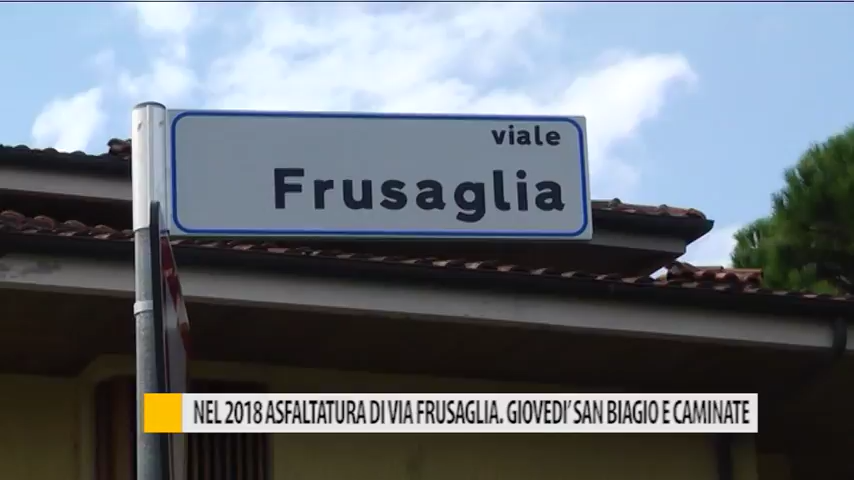 viale
Frusaglia
NEL 2018 ASFALTATURA DI VIA FRUSAGLIA. GIOVEDI' SAN BIAGIO E CAMINATE